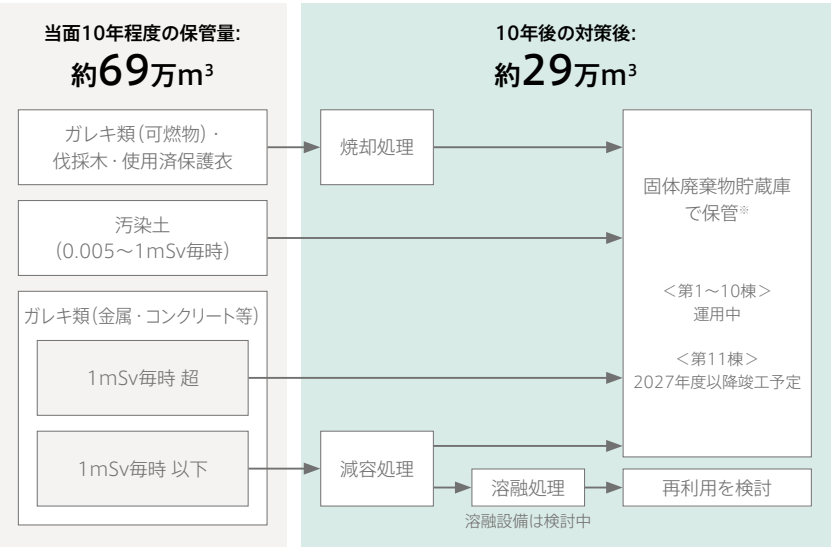 当面10年程度の保管量:
約69万m³
10年後の対策後:
約29万m³
ガレキ類(可燃物)・
伐採木・使用済保護衣
焼却処理
汚染土
(0.005〜1mSv毎時)
ガレキ類(金属・コンクリート等)
1mSv毎時 超
1mSv毎時 以下
減容処理
溶融処理
溶融設備は検討中
固体廃棄物貯蔵庫
で保管※
<第1〜10棟>
運用中
<第11棟>
2027年度以降竣工予定
再利用を検討